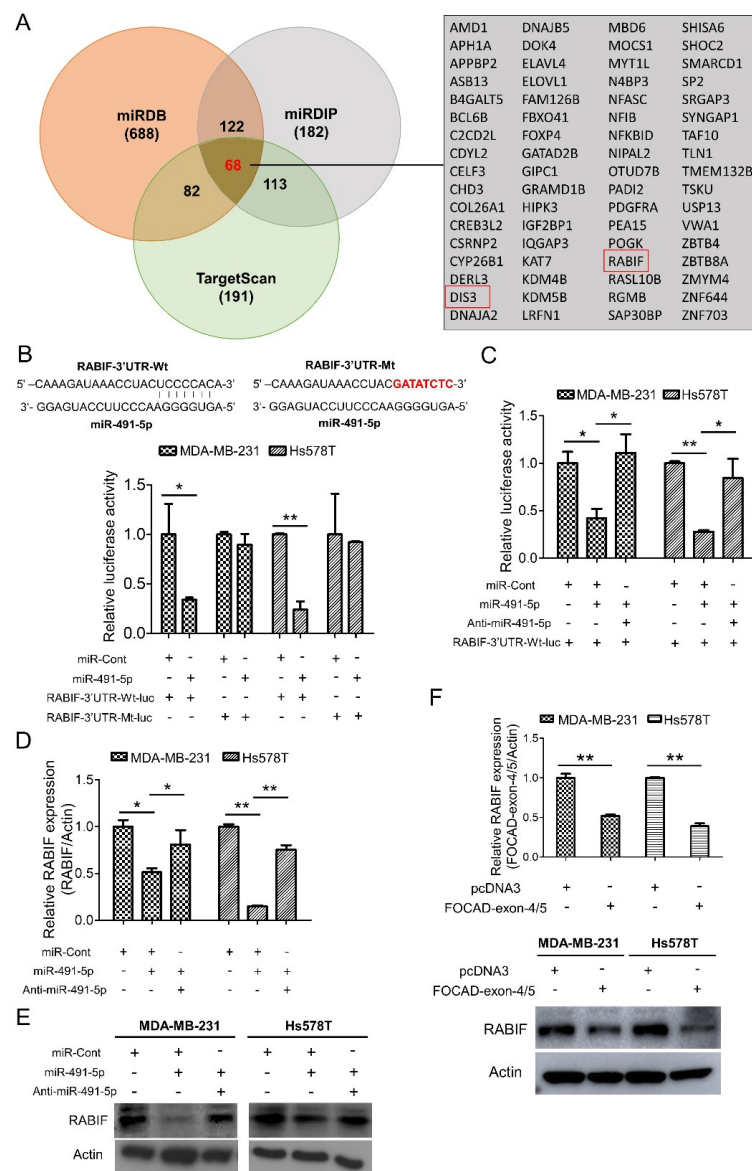 A
miRDB
(688)
122
miRDIP
(182)
68
82
113
TargetScan
(191)
AMD1 DNAJB5 MBD6 SHISA6
APH1A DOK4 MOCS1 SHOC2
APPBP2 ELAVL4 MYT1L SMARCD1
ASB13 ELOVL1 N4BP3 SP2
B4GALT5 FAM126B NFASC SRGAP3
BCL6B FBXO41 NFIB SYNGAP1
C2CD2L FOXP4 NFKBID TAF10
CDYL2 GATAD2B NIPAL2 TLN1
CELF3 GIPC1 OTUD7B TMEM132B
CHD3 GRAMD1B PADI2 TSKU
COL26A1 HIPK3 PDGFRA USP13
CREB3L2 IGF2BP1 PEA15 VWA1
CSRNP2 IQGAP3 POGK ZBTB4
CYP26B1 KAT7 RABIF ZBTB8A
DERL3 KDM4B RASL10B ZMYM4
DIS3 KDM5B RGMB ZNF644
DNAJA2 LRFN1 SAP30BP ZNF703
B
RABIF-3'UTR-Wt
5' -CAAAGAUAAACCUACUCCCCACA-3'
3'- GGAGUACCUUCCCAAGGGGUGA-5'
miR-491-5p
RABIF-3'UTR-Mt
5' -CAAAGAUAAACCUACGATATCTC-3'
3'- GGAGUACCUUCCCAAGGGGUGA-5'
miR-491-5p
MDA-MB-231 Hs578T
Relative luciferase activity
1.5
1.0
0.5
0.0
* **
miR-Cont + - + - + - + -
miR-491-5p - + - + - + - +
RABIF-3'UTR-Wt-luc + + - - + + - -
RABIF-3'UTR-Mt-luc - - + + - - + +
C
MDA-MB-231 Hs578T
Relative luciferase activity
1.5
1.0
0.5
0.0
* * ** *
miR-Cont + + - + + -
miR-491-5p - + + - + +
Anti-miR-491-5p - - + - - +
RABIF-3'UTR-Wt-luc + + + + + +
D
MDA-MB-231 Hs578T
Relative RABIF expression
(RABIF/Actin)
1.5
1.0
0.5
0.0
* * ** **
miR-Cont + + - + + -
miR-491-5p - + + - + +
Anti-miR-491-5p - - + - - +
E
MDA-MB-231 Hs578T
miR-Cont + + - + + -
miR-491-5p - + + - + +
Anti-miR-491-5p - - + - - +
RABIF
Actin
F
MDA-MB-231 Hs578T
Relative RABIF expression
(FOCAD-exon-4/5/Actin)
1.5
1.0
0.5
0.0
** **
pcDNA3 + - + -
FOCAD-exon-4/5 - + - +
MDA-MB-231 Hs578T
pcDNA3 + - + -
FOCAD-exon-4/5 - + - +
RABIF
Actin